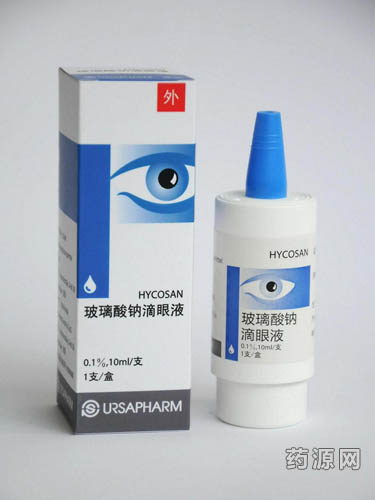 外
HYCOSAN
玻璃酸钠滴眼液
0.1%,10ml/支
1支/盒
URSAPHARM
HYCOSAN
玻璃酸钠
滴眼液
0.1%,10ml/支
1支/盒
药源网